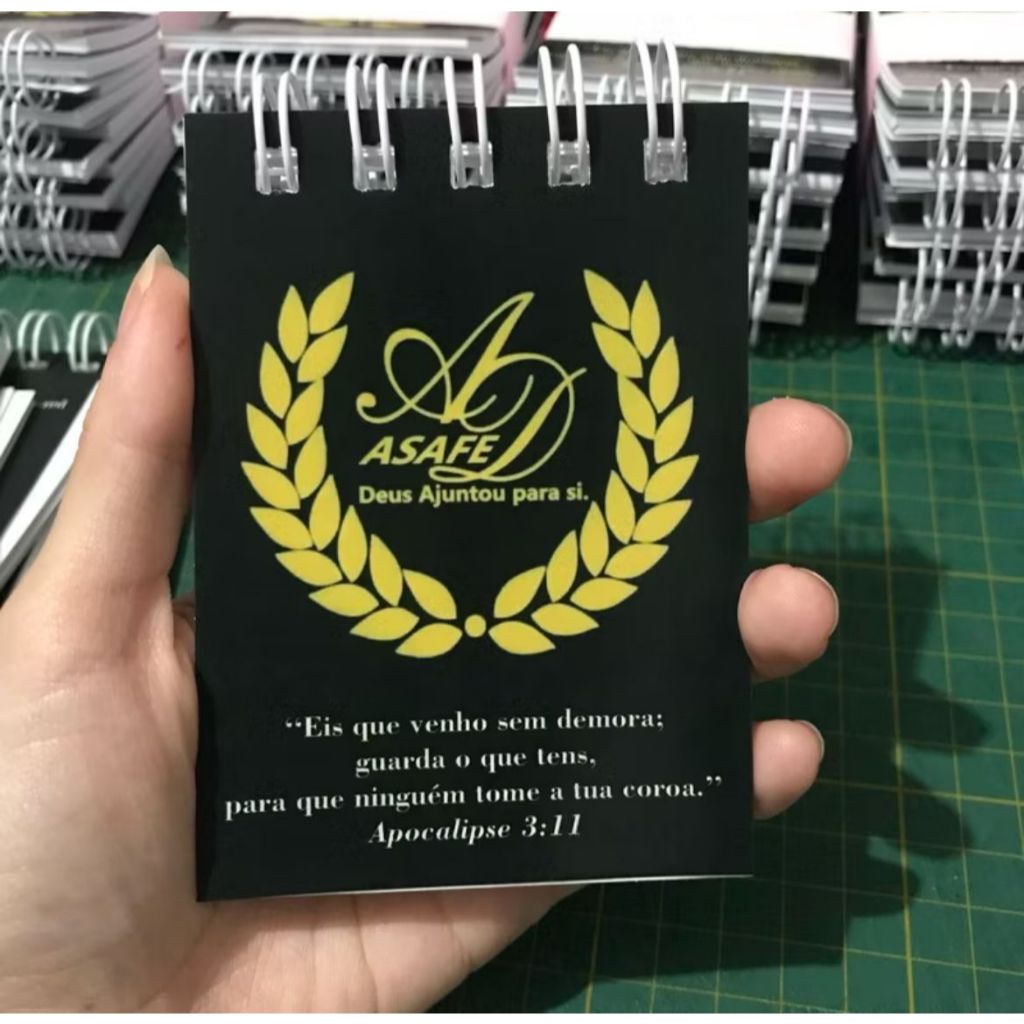 AD
ASAFE
Deus Ajuntou para si.
“Eis que venho sem demora;
guarda o que tens,
para que ninguém tome a tua coroa.”
Apocalipse 3:11